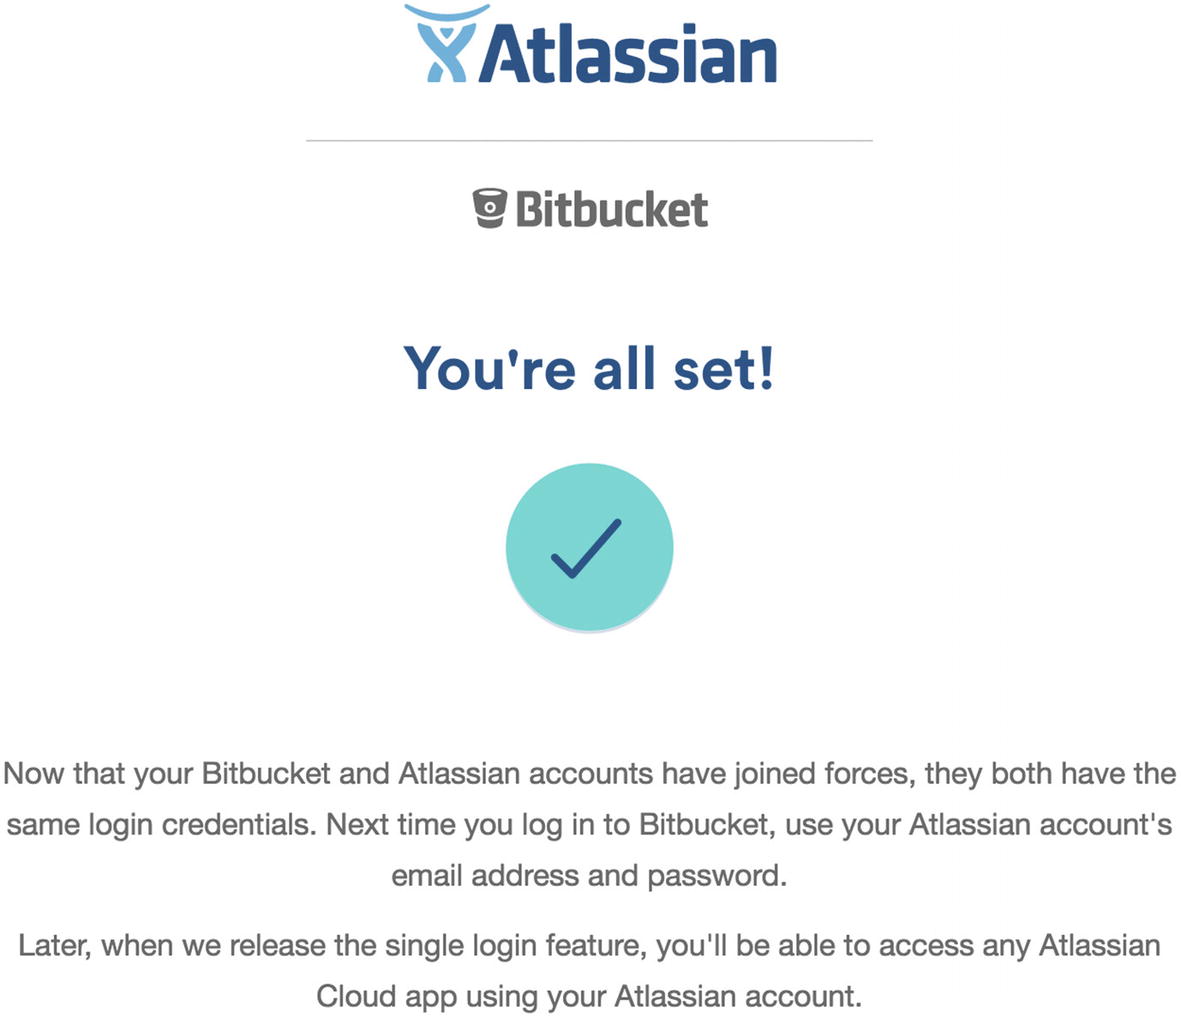 Atlassian
Bitbucket
You're all set!
Now that your Bitbucket and Atlassian accounts have joined forces, they both have the
same login credentials. Next time you log in to Bitbucket, use your Atlassian account's
email address and password.
Later, when we release the single login feature, you'll be able to access any Atlassian
Cloud app using your Atlassian account.